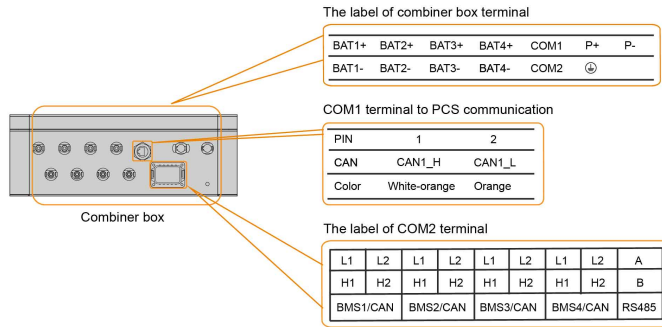 The label of combiner box terminal
BAT1+ BAT2+ BAT3+ BAT4+ COM1 P+ P-
BAT1- BAT2- BAT3- BAT4- COM2
COM1 terminal to PCS communication
PIN 1 2
CAN CAN1_H CAN1_L
Color White-orange Orange
Combiner box
The label of COM2 terminal
L1 L2 L1 L2 L1 L2 L1 L2 A
H1 H2 H1 H2 H1 H2 H1 H2 B
BMS1/CAN BMS2/CAN BMS3/CAN BMS4/CAN RS485